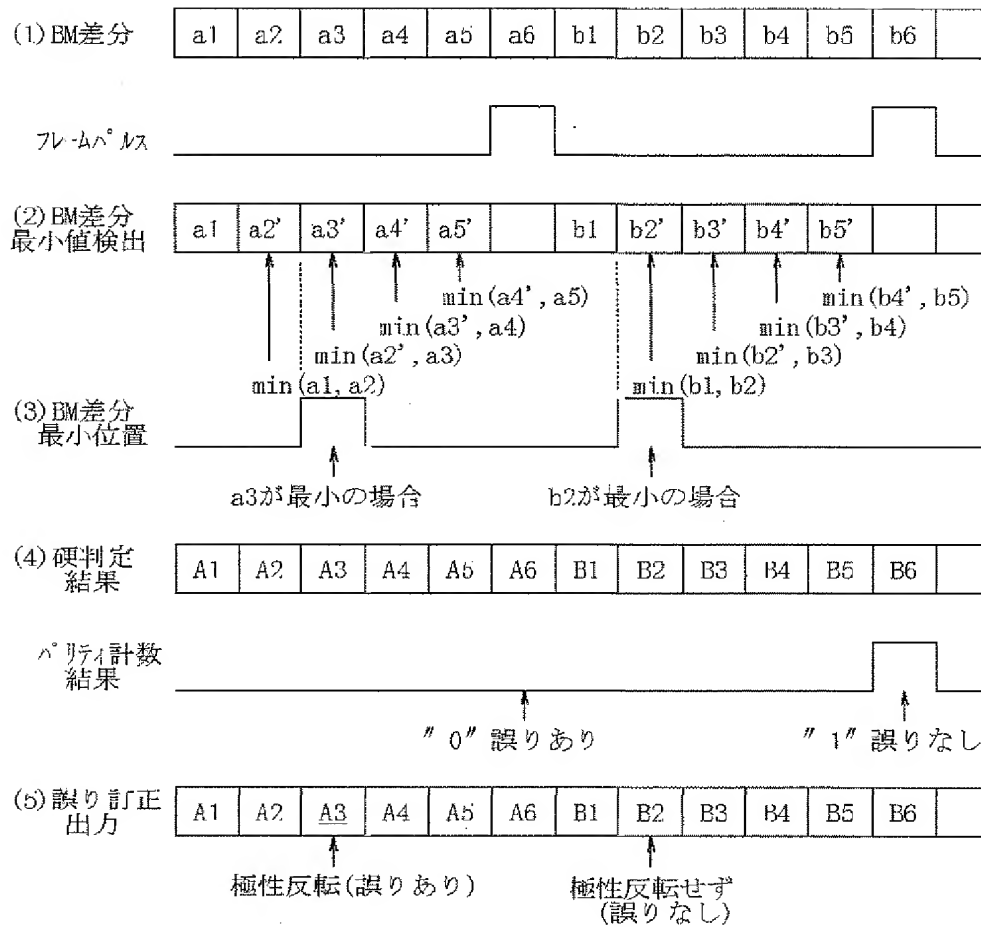 (1)BM差分 a1 a2 a3 a4 a5 a6 b1 b2 b3 b4 b5 b6
フレームパルス
(2)BM差分
最小値検出
a1 a2' a3' a4' a5' b1 b2' b3' b4' b5'
min(a4',a5) min(b4',b5)
min(a3',a4) min(b3',b4)
min(a2',a3) min(b2',b3)
min(a1,a2) min(b1,b2)
(3)BM差分
最小位置
a3が最小の場合 b2が最小の場合
(4)硬判定
結果
A1 A2 A3 A4 A5 A6 B1 B2 B3 B4 B5 B6
パリティ計数
結果
"0"誤りあり "1"誤りなし
(5)誤り訂正
出力
A1 A2 A3 A4 A5 A6 B1 B2 B3 B4 B5 B6
極性反転(誤りあり) 極性反転せず
(誤りなし)